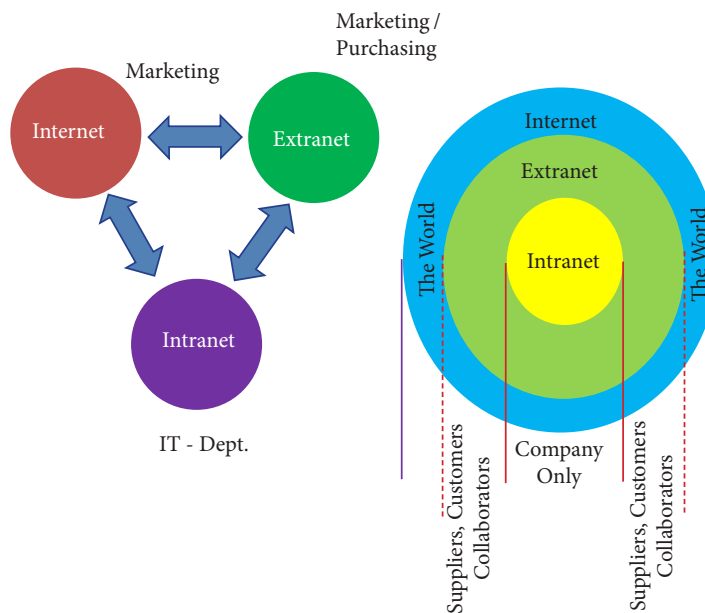 Marketing /
Purchasing
Marketing
Internet
Extranet
Intranet
IT - Dept.
Internet
Extranet
Intranet
The World
The World
Company
Only
Suppliers, Customers
Collaborators
Suppliers, Customers
Collaborators